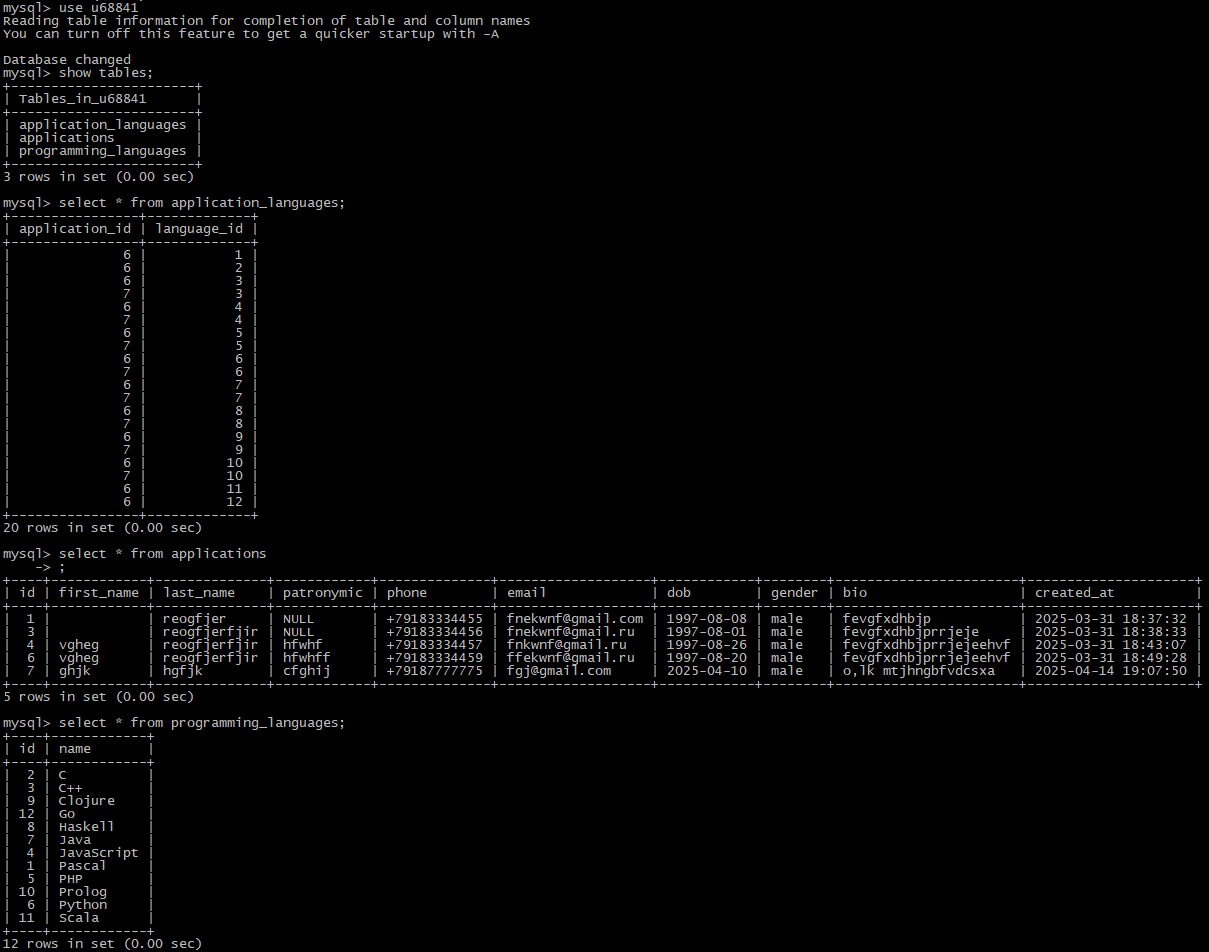 mysql> use u68841
Reading table information for completion of table and column names
You can turn off this feature to get a quicker startup with -A

Database changed
mysql> show tables;
+-----------------------+
| Tables_in_u68841      |
+-----------------------+
| application_languages |
| applications          |
| programming_languages |
+-----------------------+
3 rows in set (0.00 sec)

mysql> select * from application_languages;
+----------------+-------------+
| application_id | language_id |
+----------------+-------------+
|              6 |           1 |
|              6 |           2 |
|              6 |           3 |
|              7 |           3 |
|              6 |           4 |
|              7 |           4 |
|              6 |           5 |
|              7 |           5 |
|              6 |           6 |
|              7 |           6 |
|              6 |           7 |
|              7 |           7 |
|              6 |           8 |
|              7 |           8 |
|              6 |           9 |
|              7 |           9 |
|              6 |          10 |
|              7 |          10 |
|              6 |          11 |
|              6 |          12 |
+----------------+-------------+
20 rows in set (0.00 sec)

mysql> select * from applications
    -> ;
+----+------------+--------------+------------+--------------+--------------------+------------+--------+-----------------------+---------------------+
| id | first_name | last_name    | patronymic | phone        | email              | dob        | gender | bio                   | created_at          |
+----+------------+--------------+------------+--------------+--------------------+------------+--------+-----------------------+---------------------+
|  1 |            | reogfjer     | NULL       | +79183334455 | fnekwnf@gmail.com  | 1997-08-08 | male   | fevgfxdhbjp           | 2025-03-31 18:37:32 |
|  3 |            | reogfjerfjir | NULL       | +79183334456 | fnekwnf@gmail.ru   | 1997-08-01 | male   | fevgfxdhbjprrjeje     | 2025-03-31 18:38:33 |
|  4 | vgheg      | reogfjerfjir | hfwhf      | +79183334457 | fnkwnf@gmail.ru    | 1997-08-26 | male   | fevgfxdhbjprrjejeehvf | 2025-03-31 18:43:07 |
|  6 | vgheg      | reogfjerfjir | hfwhff     | +79183334459 | ffekwnf@gmail.ru   | 1997-08-20 | male   | fevgfxdhbjprrjejeehvf | 2025-03-31 18:49:28 |
|  7 | ghjk       | hgfjk        | cfghij     | +79187777775 | fgj@gmail.com      | 2025-04-10 | male   | o,lk mtjhngbfvdcsxa   | 2025-04-14 19:07:50 |
+----+------------+--------------+------------+--------------+--------------------+------------+--------+-----------------------+---------------------+
5 rows in set (0.00 sec)

mysql> select * from programming_languages;
+----+------------+
| id | name       |
+----+------------+
|  2 | C          |
|  3 | C++        |
|  9 | Clojure    |
| 12 | Go         |
|  8 | Haskell    |
|  7 | Java       |
|  4 | JavaScript |
|  1 | Pascal     |
|  5 | PHP        |
| 10 | Prolog     |
|  6 | Python     |
| 11 | Scala      |
+----+------------+
12 rows in set (0.00 sec)